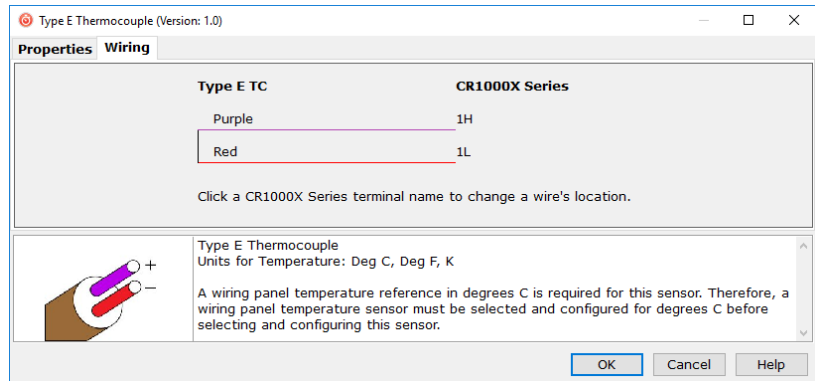 Type E Thermocouple (Version: 1.0)
Properties Wiring
Type E TC CR1000X Series
Purple 1H
Red 1L
Click a CR1000X Series terminal name to change a wire's location.
+
−
Type E Thermocouple
Units for Temperature: Deg C, Deg F, K
A wiring panel temperature reference in degrees C is required for this sensor. Therefore, a
wiring panel temperature sensor must be selected and configured for degrees C before
selecting and configuring this sensor.
OK Cancel Help